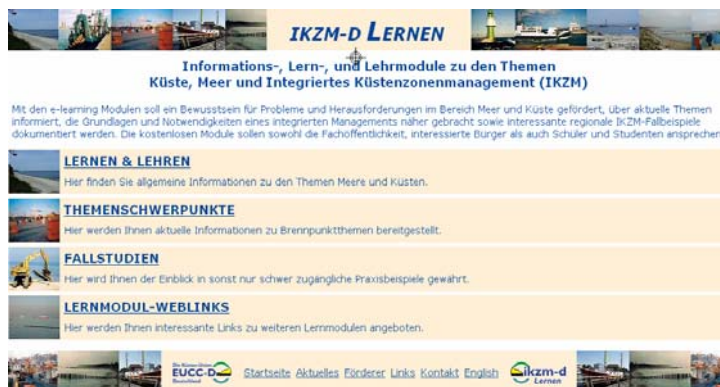 IKZM-D LERNEN
Informations-, Lern-, und Lehrmodule zu den Themen
Küste, Meer und Integriertes Küstenzonenmanagement (IKZM)
Mit den e-learning Modulen soll ein Bewusstsein für Probleme und Herausforderungen im Bereich Meer und Küste gefördert, über aktuelle Themen
informiert, die Grundlagen und Notwendigkeiten eines integrierten Managements näher gebracht sowie interessante regionale IKZM-Fallbeispiele
dokumentiert werden. Die kostenlosen Module sollen sowohl die Fachöffentlichkeit, interessierte Bürger als auch Schüler und Studenten ansprechen
LERNEN & LEHREN
Hier finden Sie allgemeine Informationen zu den Themen Meere und Küsten.
THEMENSCHWERPUNKTE
Hier werden Ihnen aktuelle Informationen zu Brennpunktthemen bereitgestellt.
FALLSTUDIEN
Hier wird Ihnen der Einblick in sonst nur schwer zugängliche Praxisbeispiele gewährt.
LERNMODUL-WEBLINKS
Hier werden Ihnen interessante Links zu weiteren Lernmodulen angeboten.
Die Küsten Union
EUCC-D
Deutschland
Startseite Aktuelles Förderer Links Kontakt English
ikzm-d
Lernen